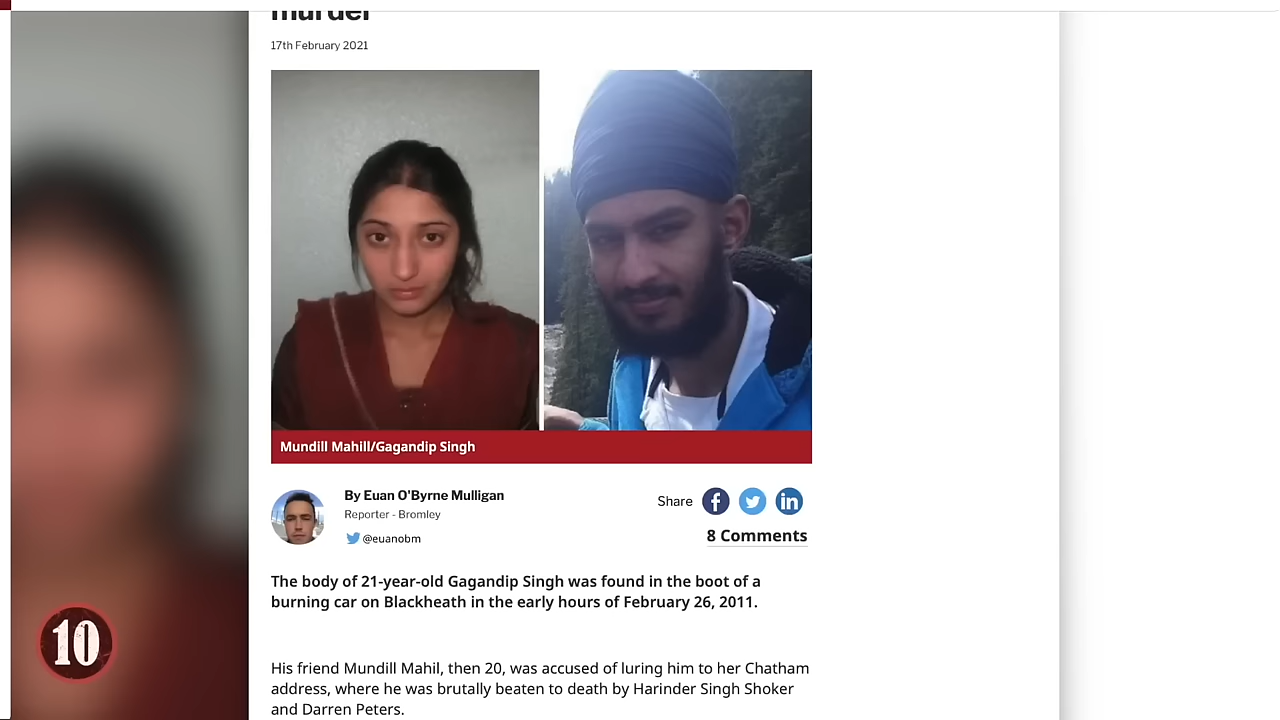 murder
17th February 2021
Mundill Mahill/Gagandip Singh
By Euan O'Byrne Mulligan
Reporter - Bromley
@euanobm
Share
8 Comments
The body of 21-year-old Gagandip Singh was found in the boot of a
burning car on Blackheath in the early hours of February 26, 2011.
His friend Mundill Mahil, then 20, was accused of luring him to her Chatham
address, where he was brutally beaten to death by Harinder Singh Shoker
and Darren Peters.
10